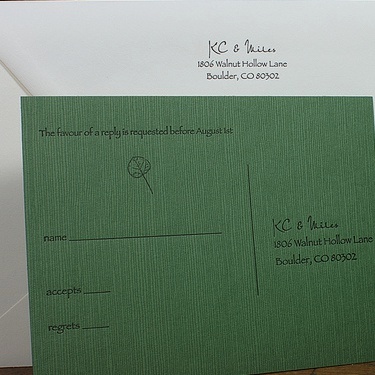 KC & Miles
1806 Walnut Hollow Lane
Boulder, CO 80302
The favour of a reply is requested before August 1st
name
accepts
regrets
KC & Miles
1806 Walnut Hollow Lane
Boulder, CO 80302